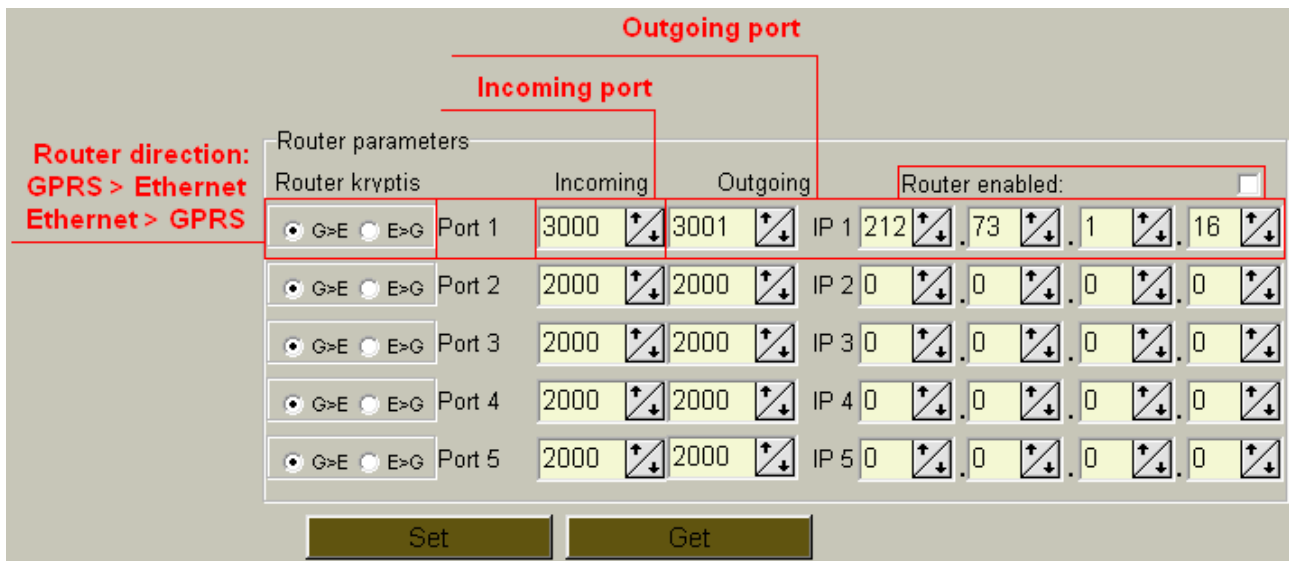 Outgoing port
Incoming port
Router direction:
GPRS > Ethernet
Ethernet > GPRS
Router parameters
Router kryptis Incoming Outgoing Router enabled:
G>E E>G Port 1 3000 3001 IP 1 212 . 73 . 1 . 16
G>E E>G Port 2 2000 2000 IP 2 0 . 0 . 0 . 0
G>E E>G Port 3 2000 2000 IP 3 0 . 0 . 0 . 0
G>E E>G Port 4 2000 2000 IP 4 0 . 0 . 0 . 0
G>E E>G Port 5 2000 2000 IP 5 0 . 0 . 0 . 0
Set Get